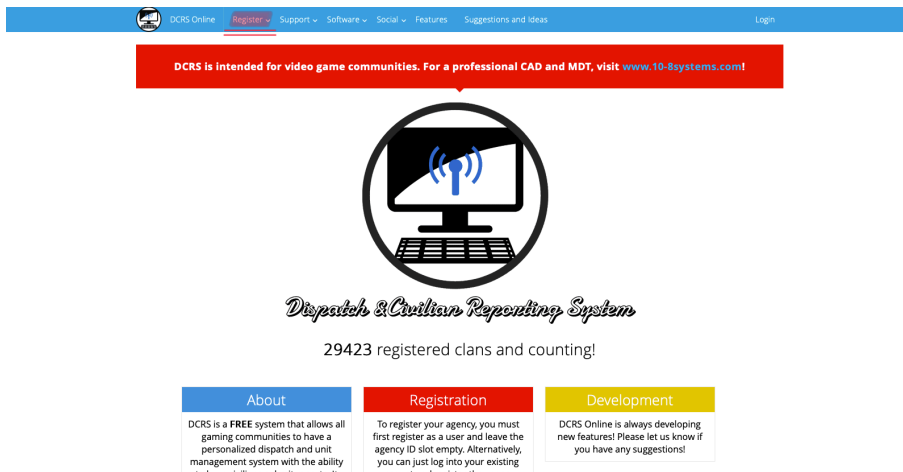 DCRS Online Register Support Software Social Features Suggestions and Ideas Login
DCRS is intended for video game communities. For a professional CAD and MDT, visit www.10-8systems.com!
Dispatch & Civilian Reporting System
29423 registered clans and counting!
About
DCRS is a FREE system that allows all
gaming communities to have a
personalized dispatch and unit
management system with the ability
Registration
To register your agency, you must
first register as a user and leave the
agency ID slot empty. Alternatively,
you can just log into your existing
Development
DCRS Online is always developing
new features! Please let us know if
you have any suggestions!